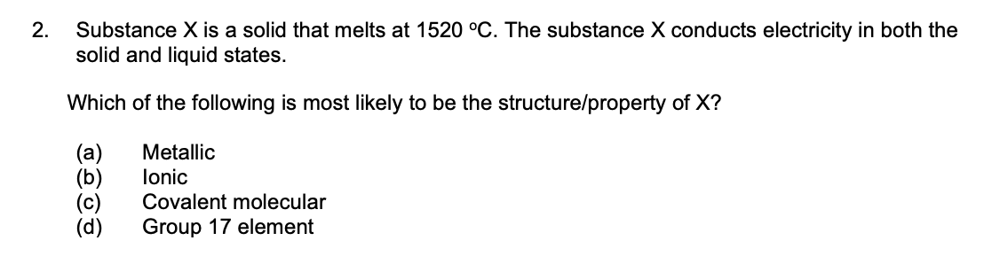 2. Substance X is a solid that melts at 1520 ºC. The substance X conducts electricity in both the
solid and liquid states.
Which of the following is most likely to be the structure/property of X?
(a) Metallic
(b) Ionic
(c) Covalent molecular
(d) Group 17 element